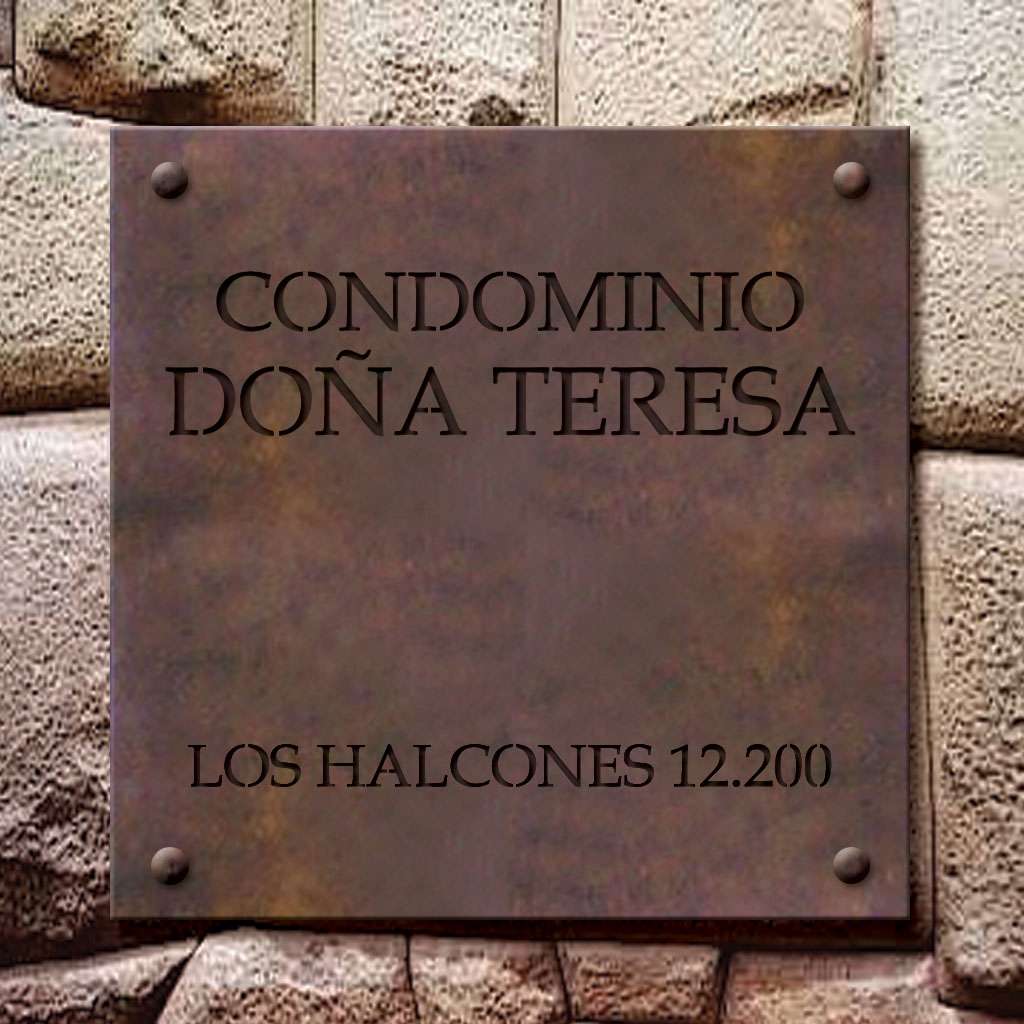 CONDOMINIO
DOÑA TERESA
LOS HALCONES 12.200